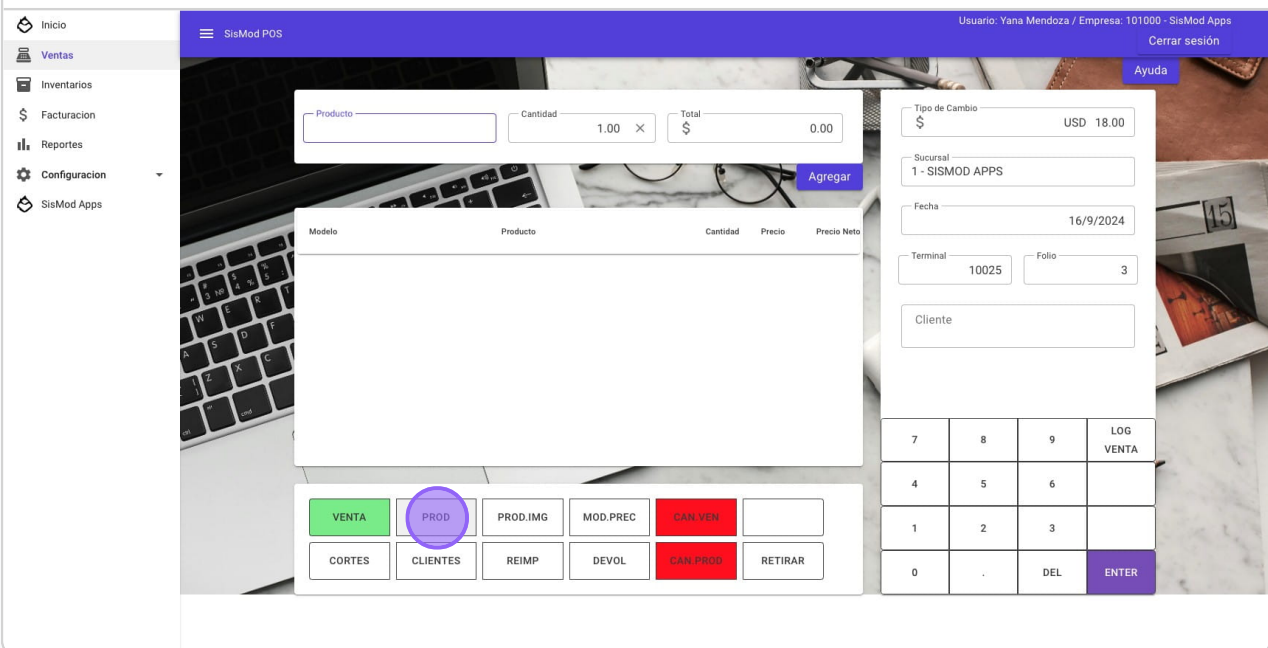 Inicio
Ventas
Inventarios
Facturacion
Reportes
Configuracion
SisMod Apps
SisMod POS
Usuario: Yana Mendoza / Empresa: 101000 - SisMod Apps
Cerrar sesión
Ayuda
Producto
Cantidad
1.00
Total
$ 0.00
Agregar
Modelo Producto Cantidad Precio Precio Neto
Tipo de Cambio
$ USD 18.00
Sucursal
1 - SISMOD APPS
Fecha
16/9/2024
Terminal
10025
Folio
3
Cliente
VENTA PROD PROD.IMG MOD.PREC CAN.VEN
CORTES CLIENTES REIMP DEVOL CAN PROD RETIRAR
7 8 9 LOG VENTA
4 5 6
1 2 3
0 . DEL ENTER
15